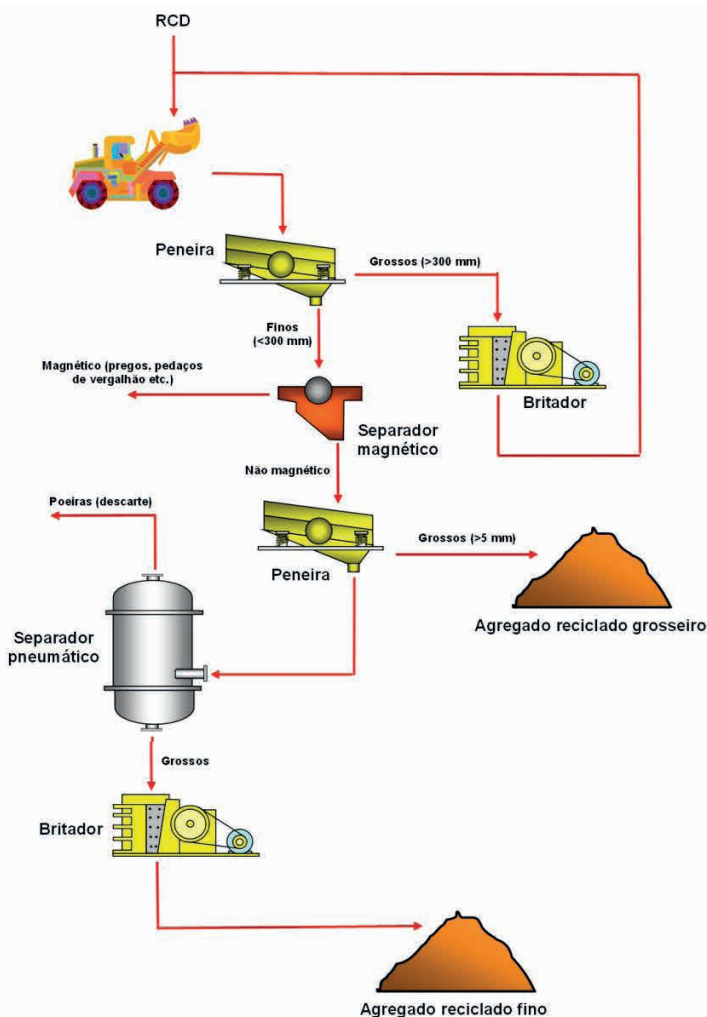 RCD
Peneira
Grossos (>300 mm)
Finos
(<300 mm)
Magnético (pregos, pedaços
de vergalhão etc.)
Britador
Separador
magnético
Não magnético
Poeiras (descarte)
Grossos (>5 mm)
Peneira
Agregado reciclado grosseiro
Separador
pneumático
Grossos
Britador
Agregado reciclado fino